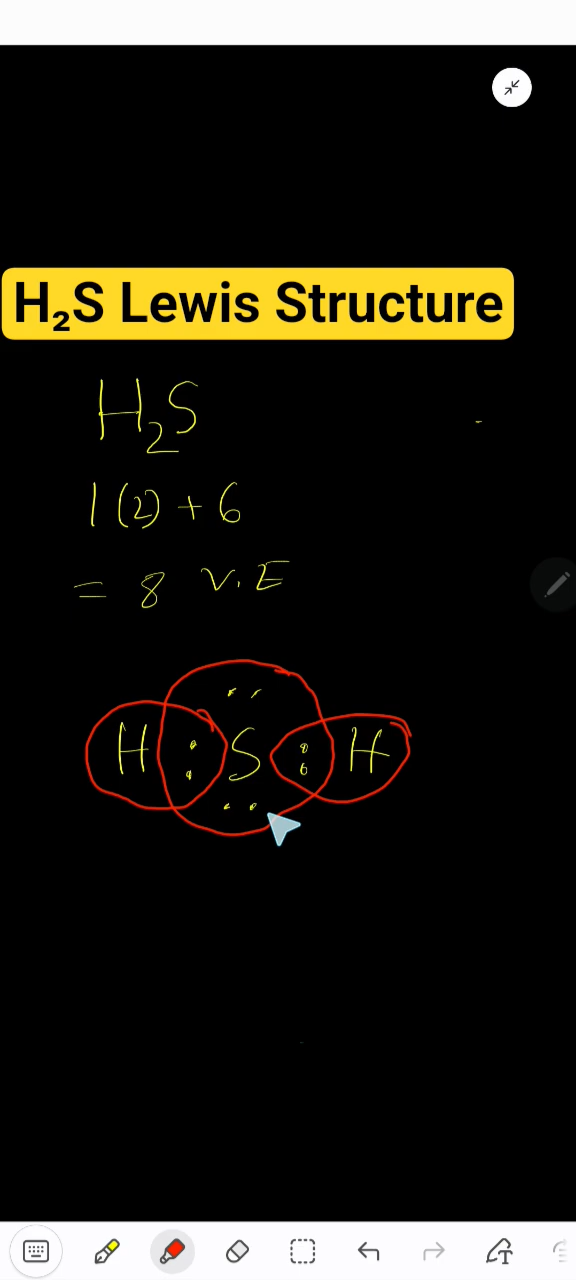 H₂S Lewis Structure
H₂S
1(2) + 6
= 8 V.E
H : S : H